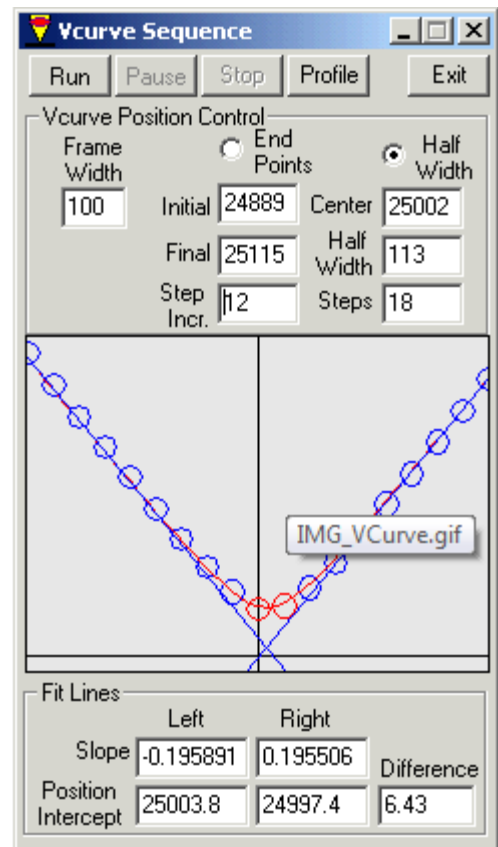 Vcurve Sequence
Run Pause Stop Profile Exit
Vcurve Position Control
Frame Width
100
End Points
Half Width
Initial 24889 Center 25002
Final 25115 Half Width 113
Step Incr. 12 Steps 18
IMG_VCurve.gif
Fit Lines
Left Right
Slope -0.195891 0.195506 Difference
Position Intercept 25003.8 24997.4 6.43